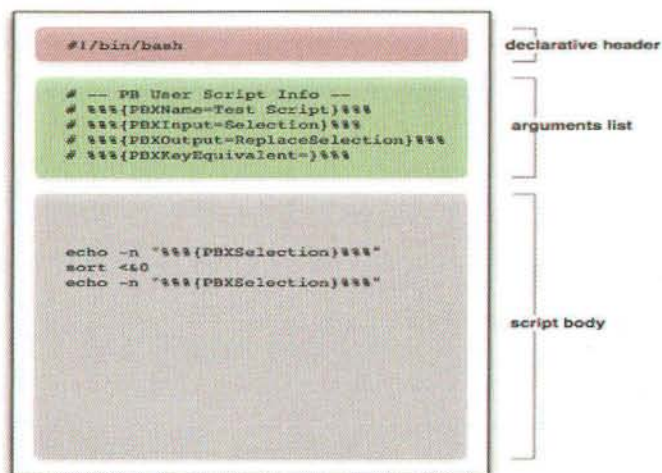 #!/bin/bash
declarative header
# -- PB User Script Info --
# %%%{PBXName=Test Script}%%%
# %%%{PBXInput=Selection}%%%
# %%%{PBXOutput=ReplaceSelection}%%%
# %%%{PBXKeyEquivalent=}%%%
arguments list
echo -n "%%%{PBXSelection}%%%"
sort <&0
echo -n "%%%{PBXSelection}%%%"
script body